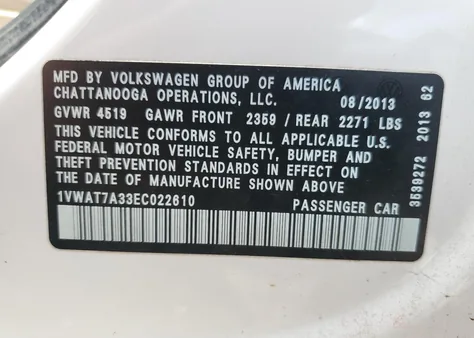 MFD BY VOLKSWAGEN GROUP OF AMERICA
CHATTANOOGA OPERATIONS, LLC. 08/2013
GVWR 4519 GAWR FRONT 2359 / REAR 2271 LBS
THIS VEHICLE CONFORMS TO ALL APPLICABLE U.S.
FEDERAL MOTOR VEHICLE SAFETY, BUMPER AND
THEFT PREVENTION STANDARDS IN EFFECT ON
THE DATE OF MANUFACTURE SHOWN ABOVE
1VWAT7A33EC022610 PASSENGER CAR
3539272 2013 62